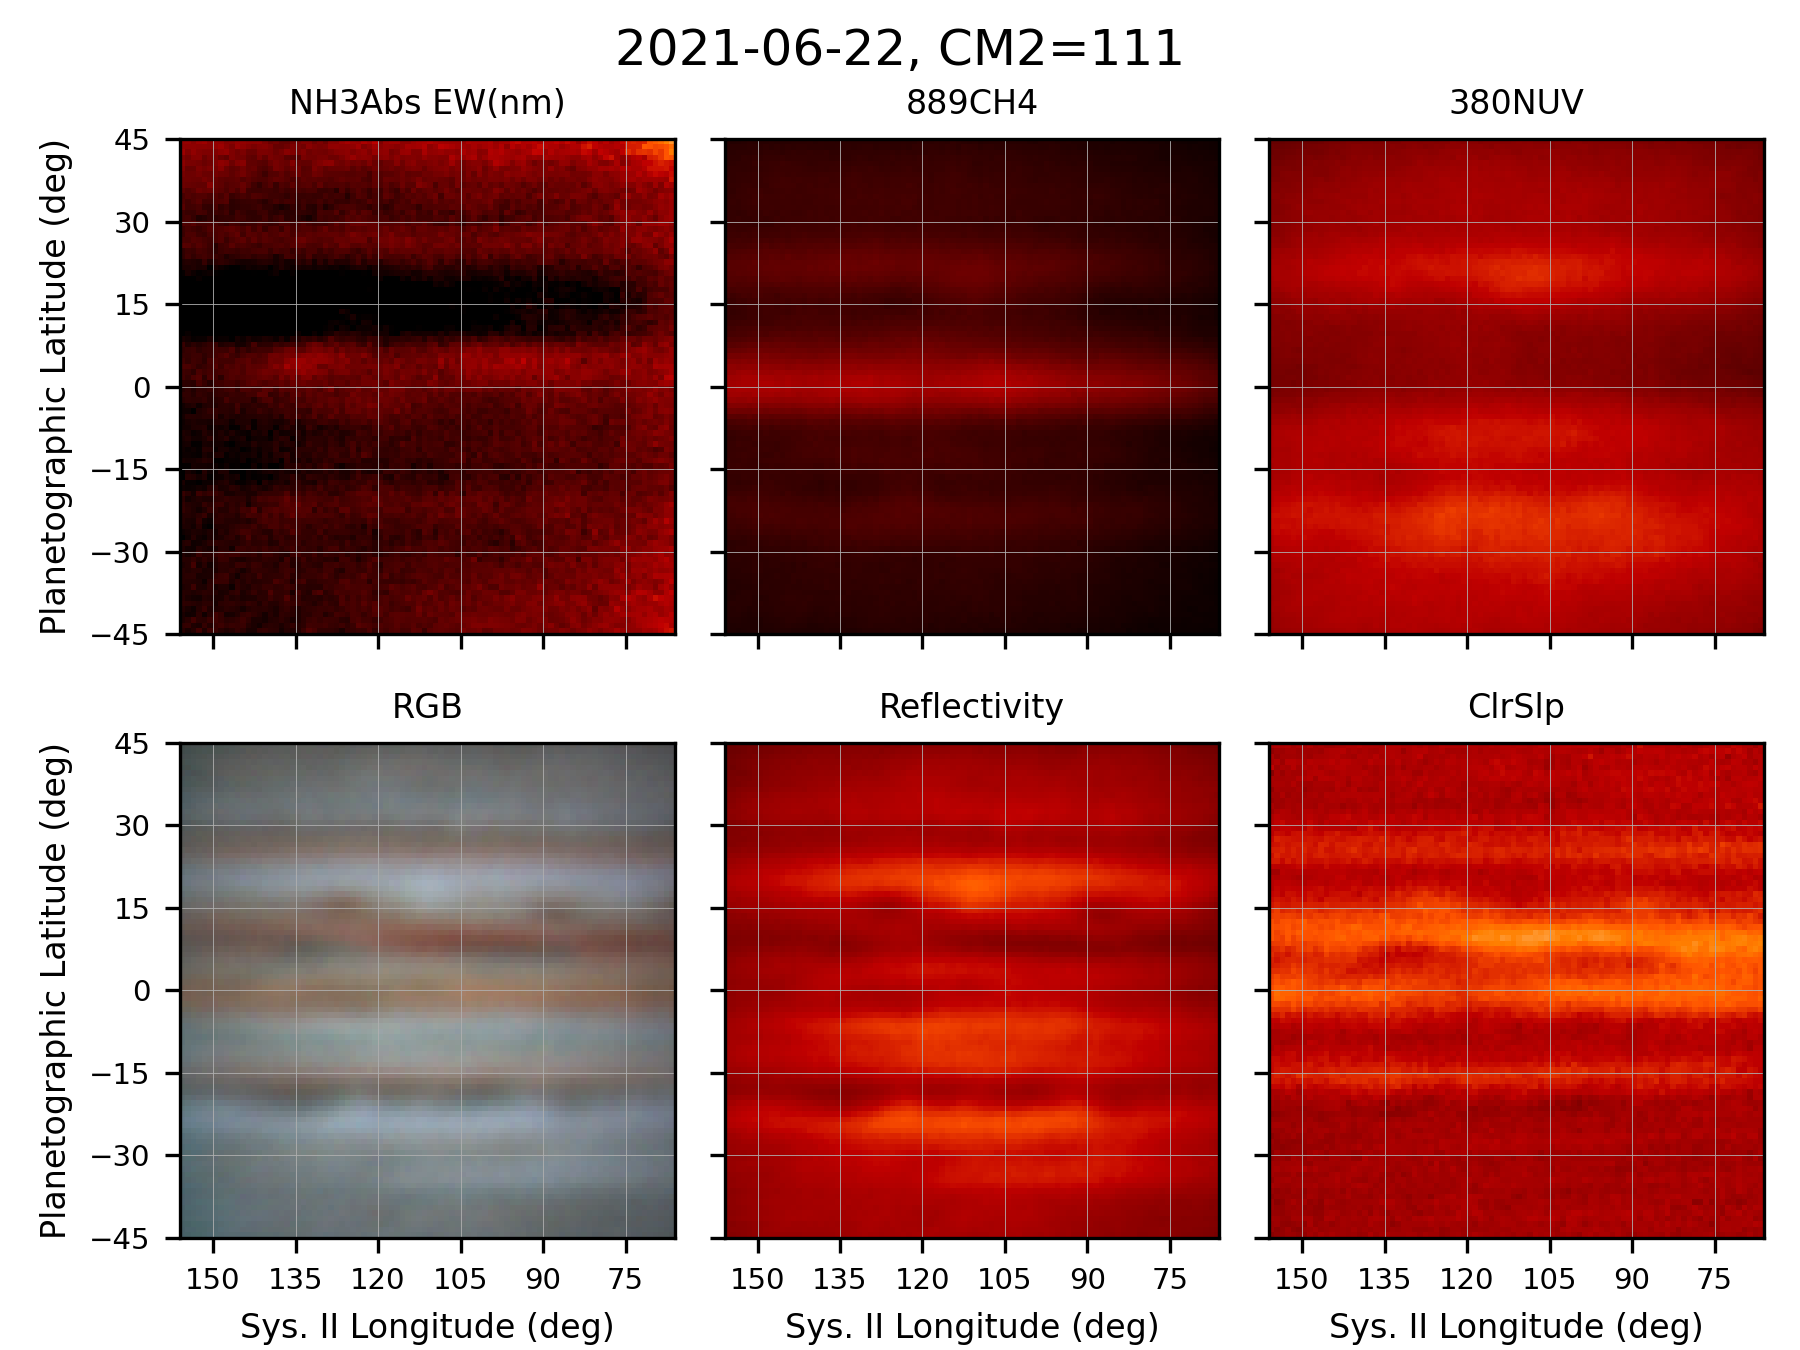 2021-06-22, CM2=111
NH3Abs EW(nm)
889CH4
380NUV
Planetographic Latitude (deg)
45
30
15
0
−15
−30
−45
RGB
Reflectivity
ClrSlp
Planetographic Latitude (deg)
45
30
15
0
−15
−30
−45
150 135 120 105 90 75
150 135 120 105 90 75
150 135 120 105 90 75
Sys. II Longitude (deg)
Sys. II Longitude (deg)
Sys. II Longitude (deg)